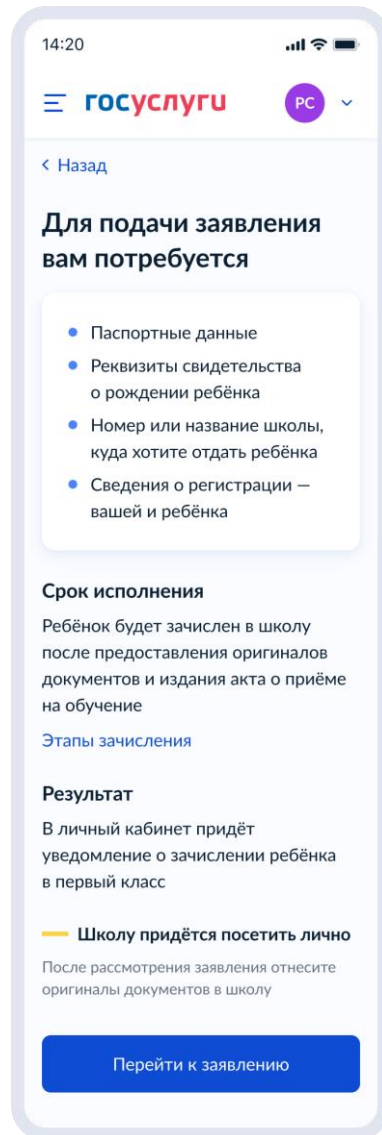 14:20
госуслуги
РС
Назад
Для подачи заявления
вам потребуется
Паспортные данные
Реквизиты свидетельства
о рождении ребёнка
Номер или название школы,
куда хотите отдать ребёнка
Сведения о регистрации —
вашей и ребёнка
Срок исполнения
Ребёнок будет зачислен в школу
после предоставления оригиналов
документов и издания акта о приёме
на обучение
Этапы зачисления
Результат
В личный кабинет придёт
уведомление о зачислении ребёнка
в первый класс
Школу придётся посетить лично
После рассмотрения заявления отнесите
оригиналы документов в школу
Перейти к заявлению